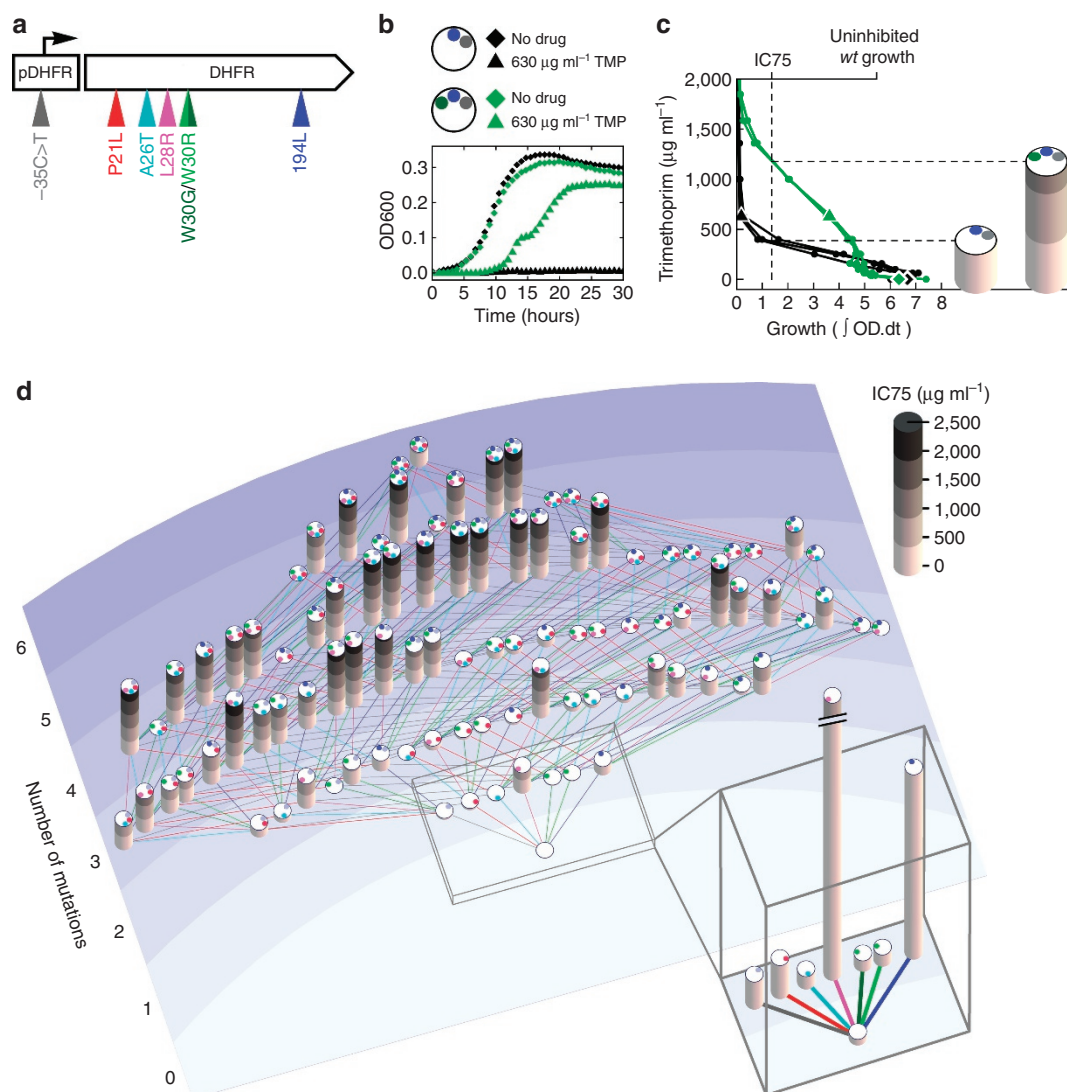 a
pDHFR
DHFR
−35C>T
P21L
A26T
L28R
W30G/W30R
194L
b
No drug
630 µg ml−1 TMP
No drug
630 µg ml−1 TMP
OD600
0.3
0.2
0.1
0.0
0 5 10 15 20 25 30
Time (hours)
c
Uninhibited
wt growth
IC75
Trimethoprim (µg ml−1)
2,000
1,500
1,000
500
0
0 1 2 3 4 5 6 7 8
Growth ( ∫ OD.dt )
d
IC75 (µg ml−1)
2,500
2,000
1,500
1,000
500
0
6
5
4
3
2
1
0
Number of mutations